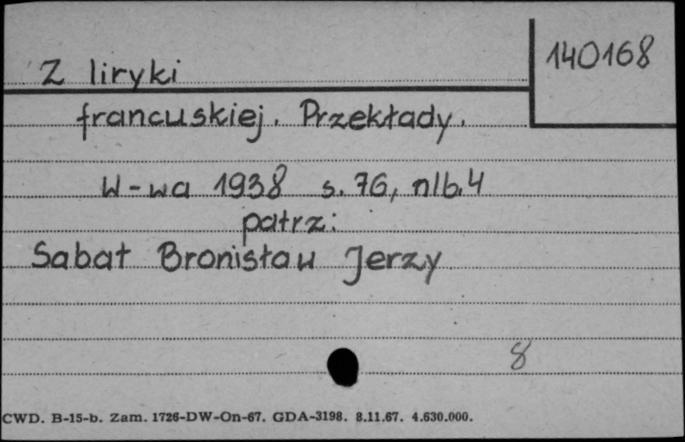 140168
Z liryki
francuskiej. Przekłady.
W-wa 1938 s. 76, nlb. 4
patrz:
Sabat Bronisław Jerzy
8
CWD. B-15-b. Zam. 1726-DW-On-67. GDA-3198. 8.11.67. 4.630.000.